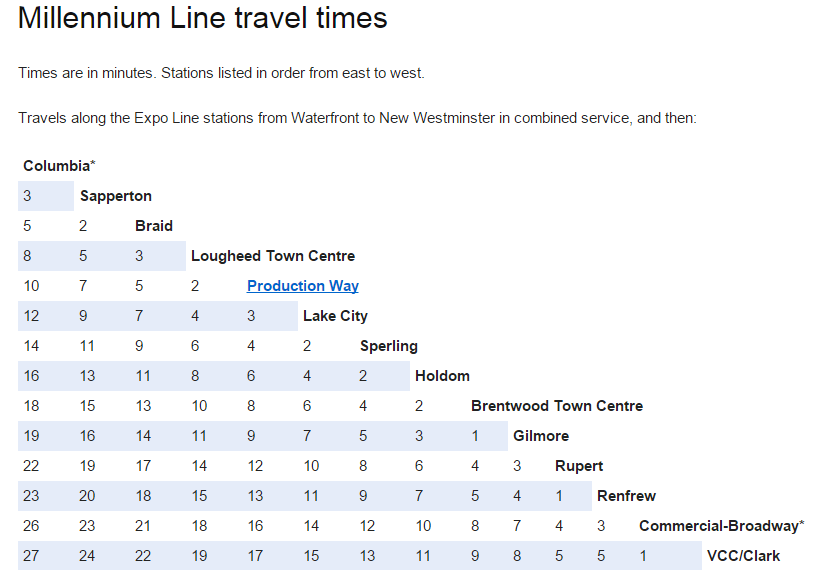 Millennium Line travel times
Times are in minutes. Stations listed in order from east to west.
Travels along the Expo Line stations from Waterfront to New Westminster in combined service, and then:
Columbia*
3 Sapperton
5 2 Braid
8 5 3 Lougheed Town Centre
10 7 5 2 Production Way
12 9 7 4 3 Lake City
14 11 9 6 4 2 Sperling
16 13 11 8 6 4 2 Holdom
18 15 13 10 8 6 4 2 Brentwood Town Centre
19 16 14 11 9 7 5 3 1 Gilmore
22 19 17 14 12 10 8 6 4 3 Rupert
23 20 18 15 13 11 9 7 5 4 1 Renfrew
26 23 21 18 16 14 12 10 8 7 4 3 Commercial-Broadway*
27 24 22 19 17 15 13 11 9 8 5 5 1 VCC/Clark